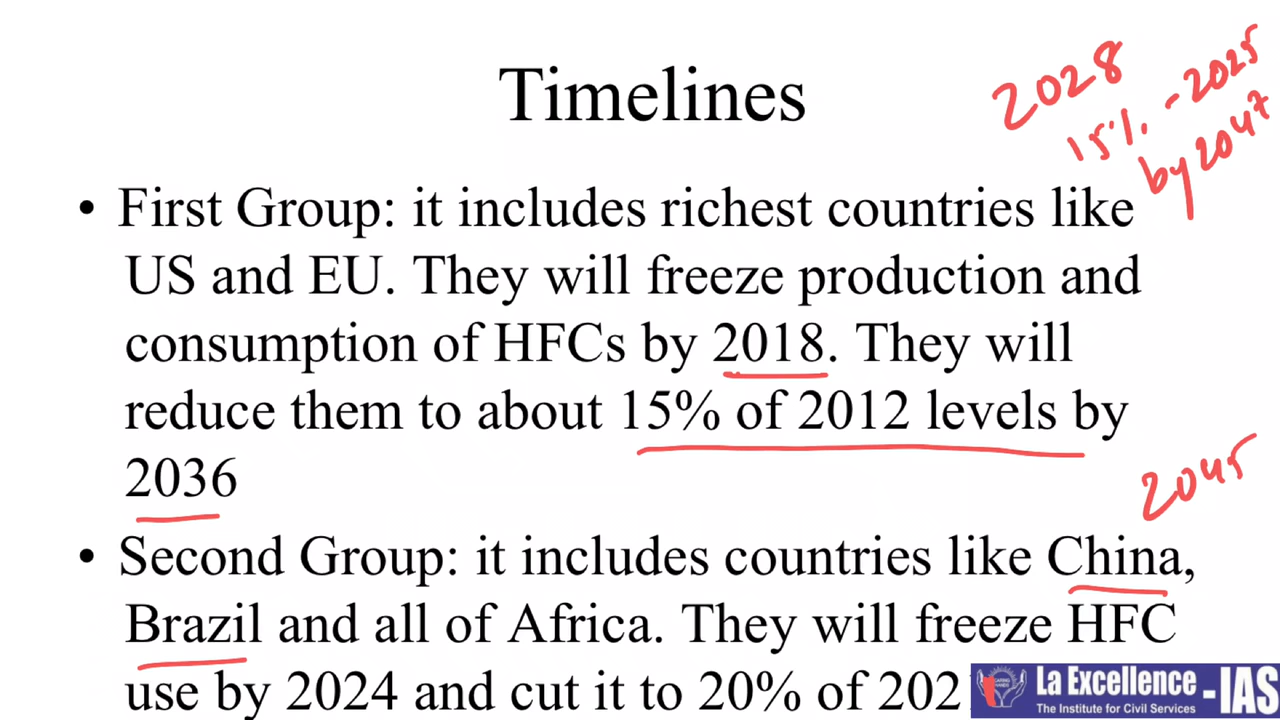 Timelines
2028
15% - 2025
by 2047
• First Group: it includes richest countries like
US and EU. They will freeze production and
consumption of HFCs by 2018. They will
reduce them to about 15% of 2012 levels by
2036
2045
• Second Group: it includes countries like China,
Brazil and all of Africa. They will freeze HFC
use by 2024 and cut it to 20% of 202
La Excellence -IAS
The Institute for Civil Services